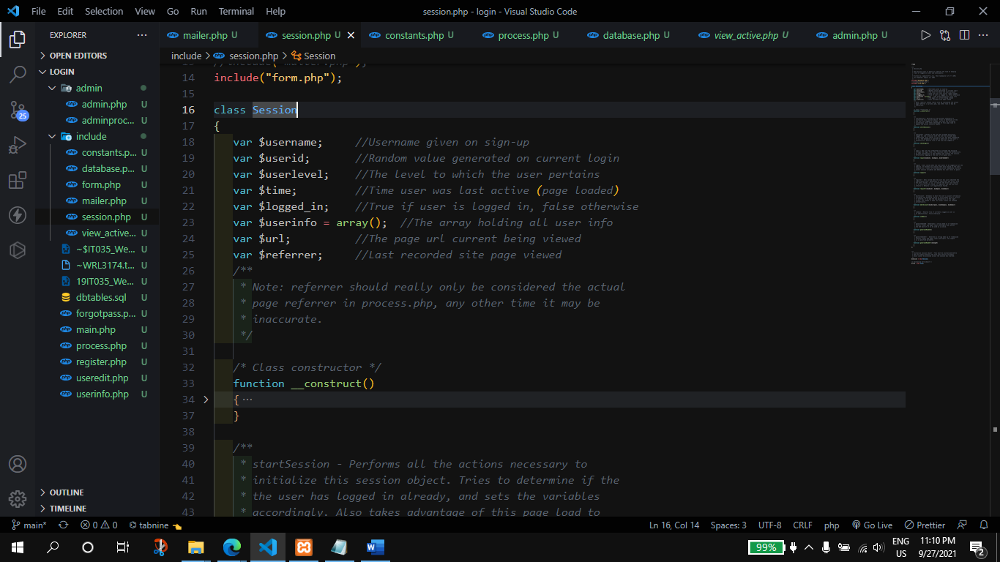 File Edit Selection View Go Run Terminal Help session.php - login - Visual Studio Code
EXPLORER
mailer.php U session.php U constants.php U process.php U database.php U view_active.php U admin.php U
include > session.php > Session
OPEN EDITORS
LOGIN
admin
admin.php U
adminproc... U
include
constants.p... U
database.p... U
form.php U
mailer.php U
session.php U
view_active... U
~$IT035_We... U
~WRL3174.t... U
19IT035_We... U
dbtables.sql U
forgotpass.p... U
main.php U
process.php U
register.php U
useredit.php U
userinfo.php U
OUTLINE
TIMELINE
25
14 include("form.php");
15
16 class Session
17 {
18 var $username; //Username given on sign-up
19 var $userid; //Random value generated on current login
20 var $userlevel; //The level to which the user pertains
21 var $time; //Time user was last active (page loaded)
22 var $logged_in; //True if user is logged in, false otherwise
23 var $userinfo = array(); //The array holding all user info
24 var $url; //The page url current being viewed
25 var $referrer; //Last recorded site page viewed
26 /**
27 * Note: referrer should really only be considered the actual
28 * page referrer in process.php, any other time it may be
29 * inaccurate.
30 */
31
32 /* Class constructor */
33 function __construct()
34 { ...
37 }
38
39 /**
40 * startSession - Performs all the actions necessary to
41 * initialize this session object. Tries to determine if the
42 * the user has logged in already, and sets the variables
43 * accordingly. Also takes advantage of this page load to
main* 0 0 tabnine Ln 16, Col 14 Spaces: 3 UTF-8 CRLF php Go Live Prettier
99% ENG US 11:10 PM 9/27/2021 2